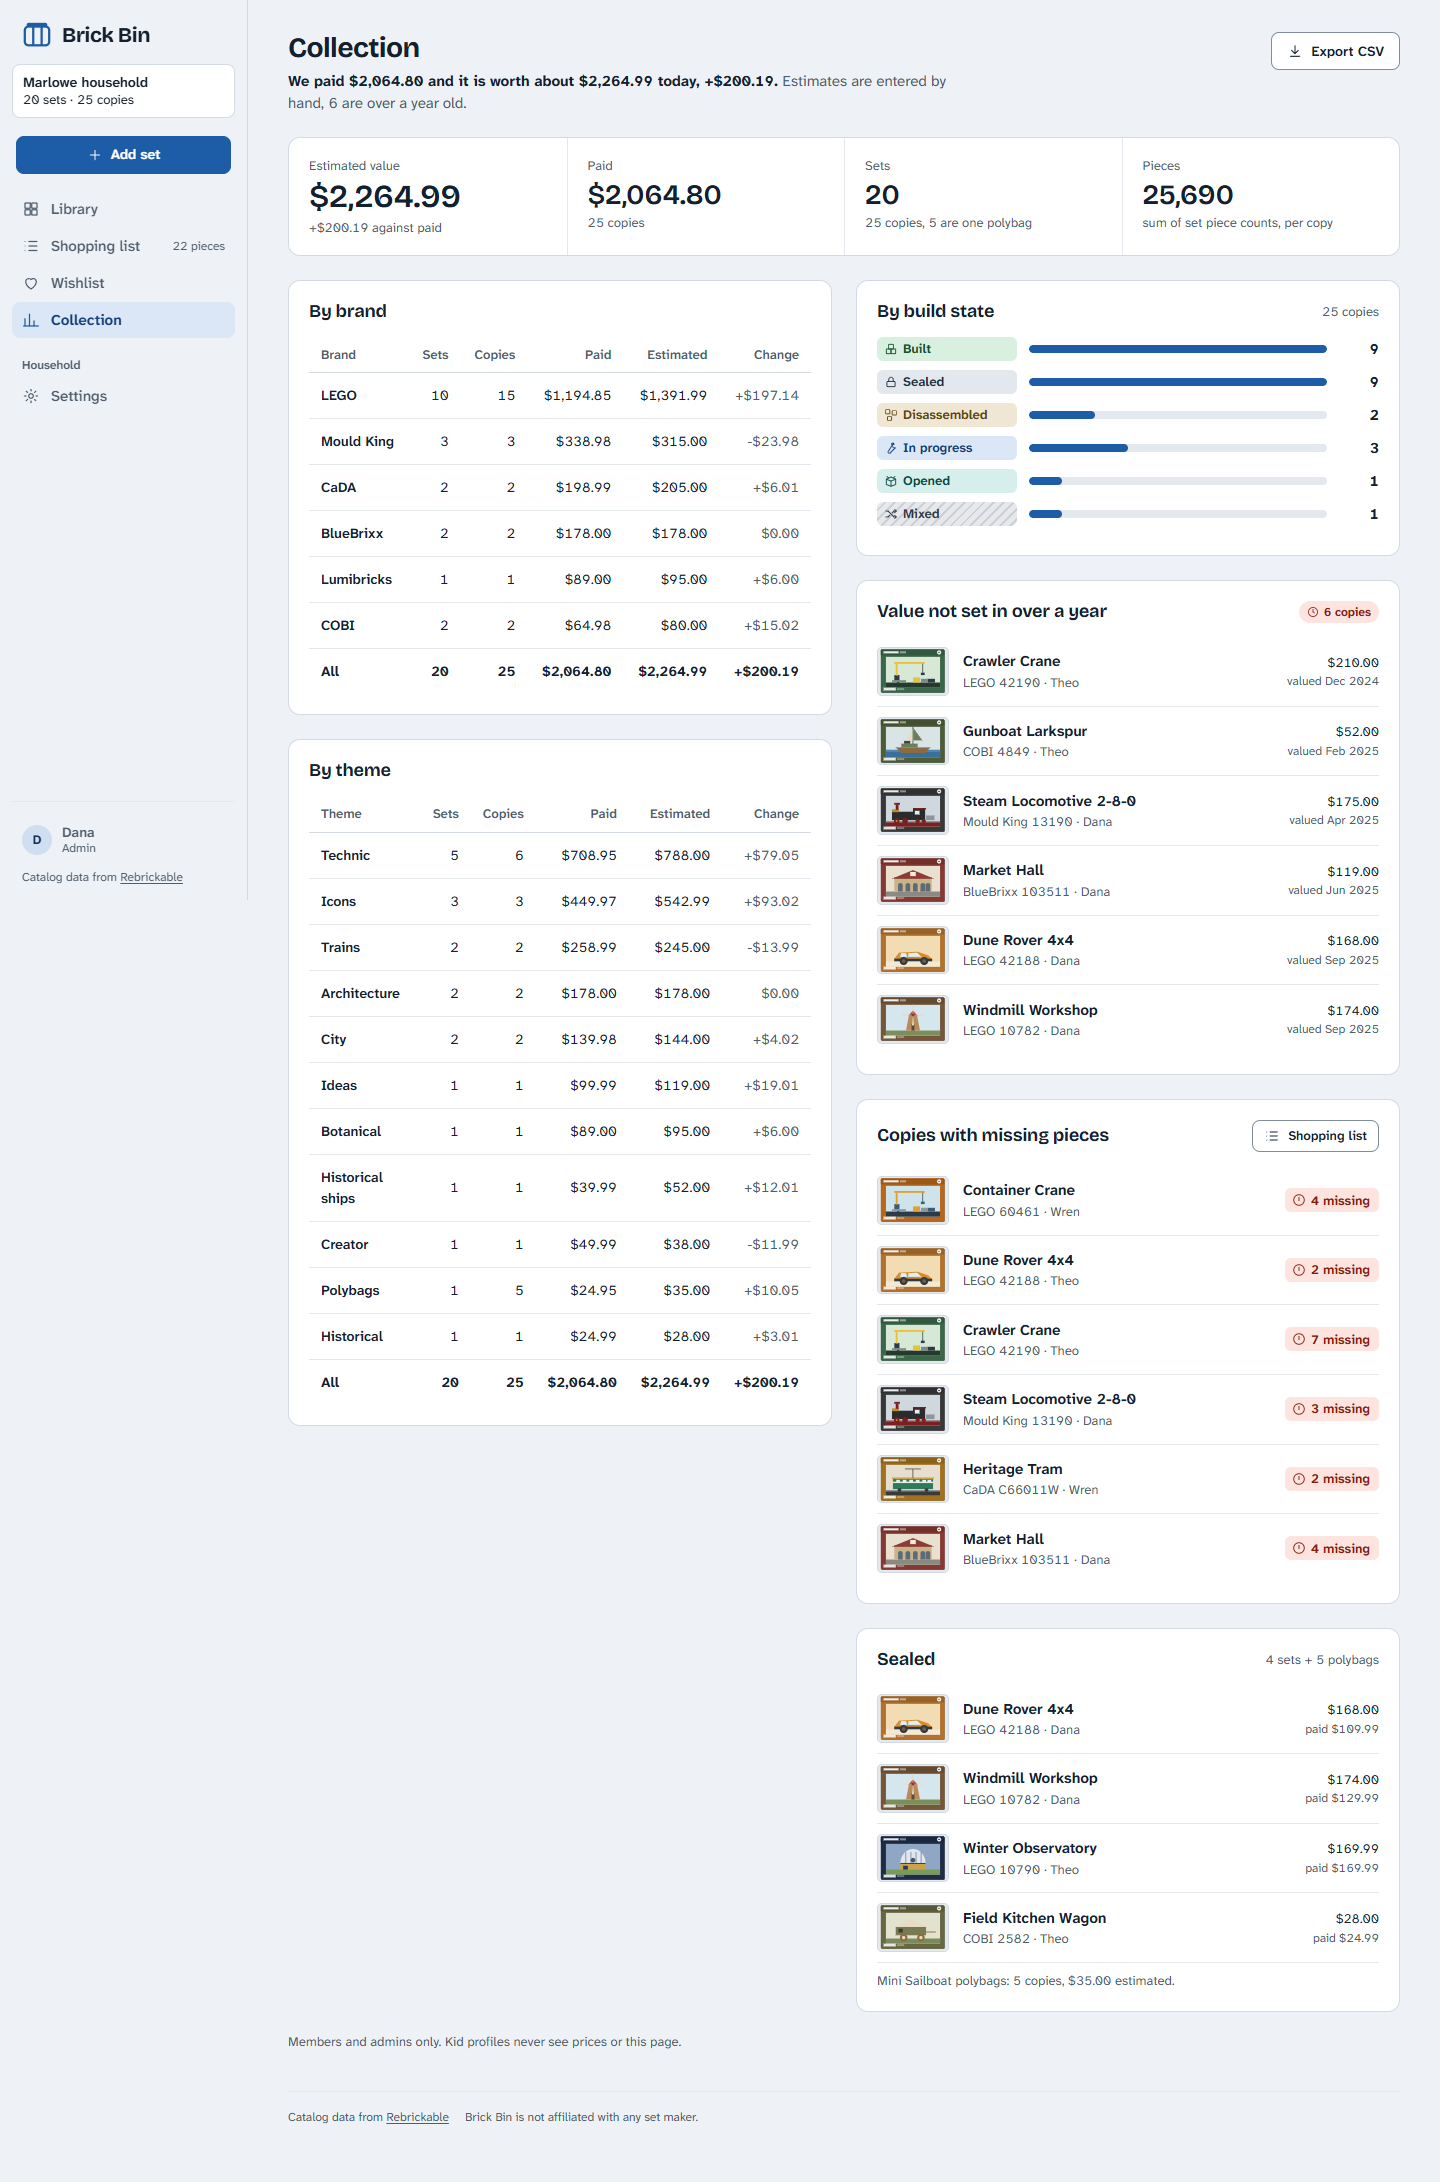 Brick Bin
Marlowe household
20 sets · 25 copies
Add set
Library
Shopping list 22 pieces
Wishlist
Collection
Household
Settings
D
Dana
Admin
Catalog data from Rebrickable
Collection
Export CSV
We paid $2,064.80 and it is worth about $2,264.99 today, +$200.19. Estimates are entered by
hand, 6 are over a year old.
Estimated value
$2,264.99
+$200.19 against paid
Paid
$2,064.80
25 copies
Sets
20
25 copies, 5 are one polybag
Pieces
25,690
sum of set piece counts, per copy
By brand
Brand Sets Copies Paid Estimated Change
LEGO 10 15 $1,194.85 $1,391.99 +$197.14
Mould King 3 3 $338.98 $315.00 -$23.98
CaDA 2 2 $198.99 $205.00 +$6.01
BlueBrixx 2 2 $178.00 $178.00 $0.00
Lumibricks 1 1 $89.00 $95.00 +$6.00
COBI 2 2 $64.98 $80.00 +$15.02
All 20 25 $2,064.80 $2,264.99 +$200.19
By theme
Theme Sets Copies Paid Estimated Change
Technic 5 6 $708.95 $788.00 +$79.05
Icons 3 3 $449.97 $542.99 +$93.02
Trains 2 2 $258.99 $245.00 -$13.99
Architecture 2 2 $178.00 $178.00 $0.00
City 2 2 $139.98 $144.00 +$4.02
Ideas 1 1 $99.99 $119.00 +$19.01
Botanical 1 1 $89.00 $95.00 +$6.00
Historical
ships 1 1 $39.99 $52.00 +$12.01
Creator 1 1 $49.99 $38.00 -$11.99
Polybags 1 5 $24.95 $35.00 +$10.05
Historical 1 1 $24.99 $28.00 +$3.01
All 20 25 $2,064.80 $2,264.99 +$200.19
By build state 25 copies
Built 9
Sealed 9
Disassembled 2
In progress 3
Opened 1
Mixed 1
Value not set in over a year 6 copies
Crawler Crane $210.00
LEGO 42190 · Theo valued Dec 2024
Gunboat Larkspur $52.00
COBI 4849 · Theo valued Feb 2025
Steam Locomotive 2-8-0 $175.00
Mould King 13190 · Dana valued Apr 2025
Market Hall $119.00
BlueBrixx 103511 · Dana valued Jun 2025
Dune Rover 4x4 $168.00
LEGO 42188 · Dana valued Sep 2025
Windmill Workshop $174.00
LEGO 10782 · Dana valued Sep 2025
Copies with missing pieces Shopping list
Container Crane
LEGO 60461 · Wren
4 missing
Dune Rover 4x4
LEGO 42188 · Theo
2 missing
Crawler Crane
LEGO 42190 · Theo
7 missing
Steam Locomotive 2-8-0
Mould King 13190 · Dana
3 missing
Heritage Tram
CaDA C66011W · Wren
2 missing
Market Hall
BlueBrixx 103511 · Dana
4 missing
Sealed 4 sets + 5 polybags
Dune Rover 4x4 $168.00
LEGO 42188 · Dana paid $109.99
Windmill Workshop $174.00
LEGO 10782 · Dana paid $129.99
Winter Observatory $169.99
LEGO 10790 · Theo paid $169.99
Field Kitchen Wagon $28.00
COBI 2582 · Theo paid $24.99
Mini Sailboat polybags: 5 copies, $35.00 estimated.
Members and admins only. Kid profiles never see prices or this page.
Catalog data from Rebrickable Brick Bin is not affiliated with any set maker.